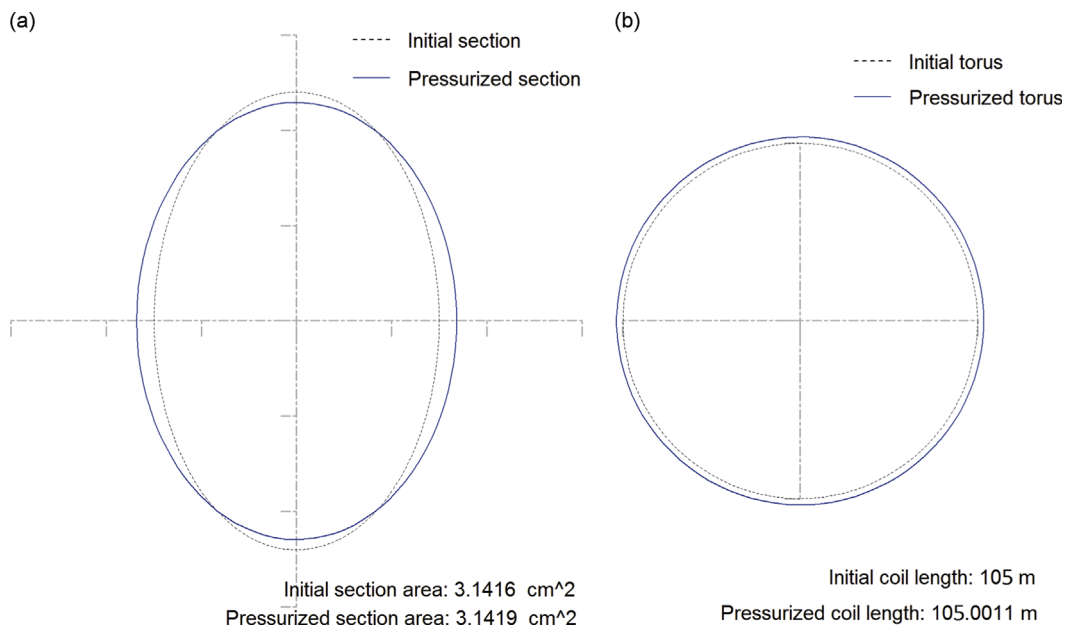 (a)
Initial section
Pressurized section
Initial section area: 3.1416 cm^2
Pressurized section area: 3.1419 cm^2
(b)
Initial torus
Pressurized torus
Initial coil length: 105 m
Pressurized coil length: 105.0011 m